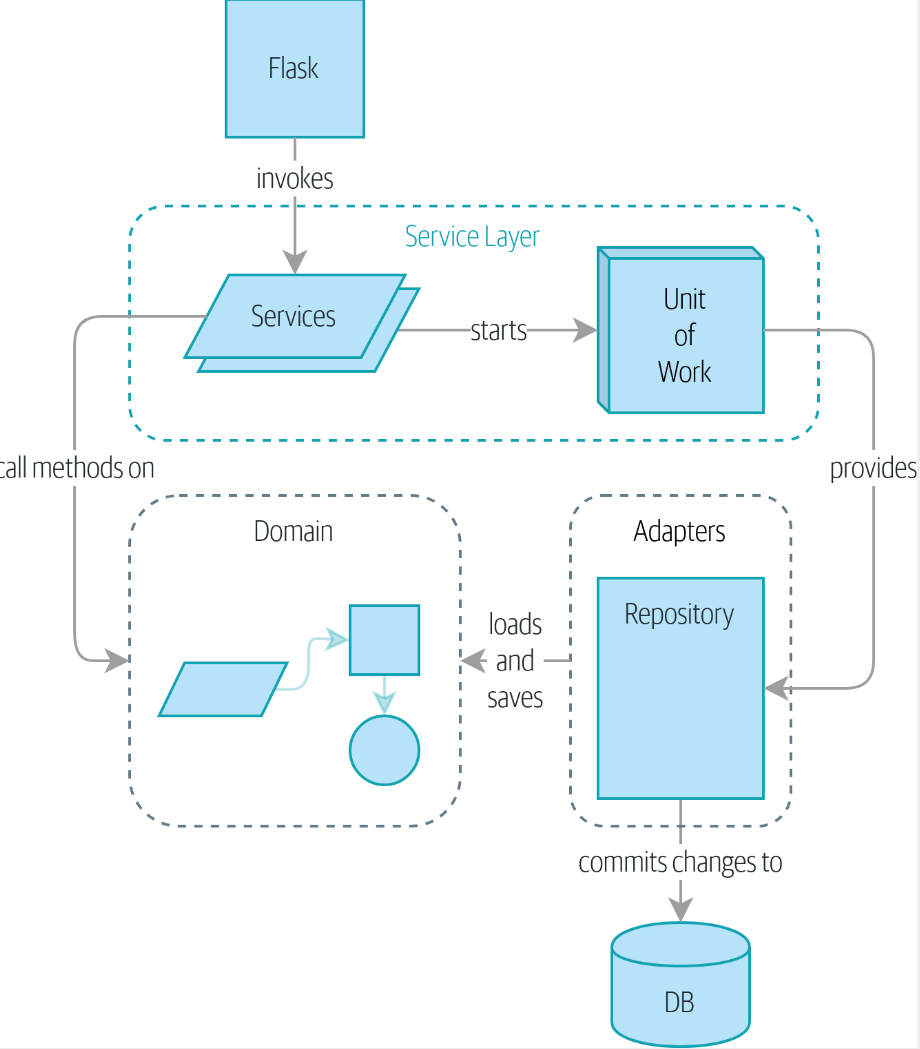 Flask
invokes
Service Layer
Services
starts
Unit
of
Work
call methods on
provides
Domain
Adapters
Repository
loads
and
saves
commits changes to
DB